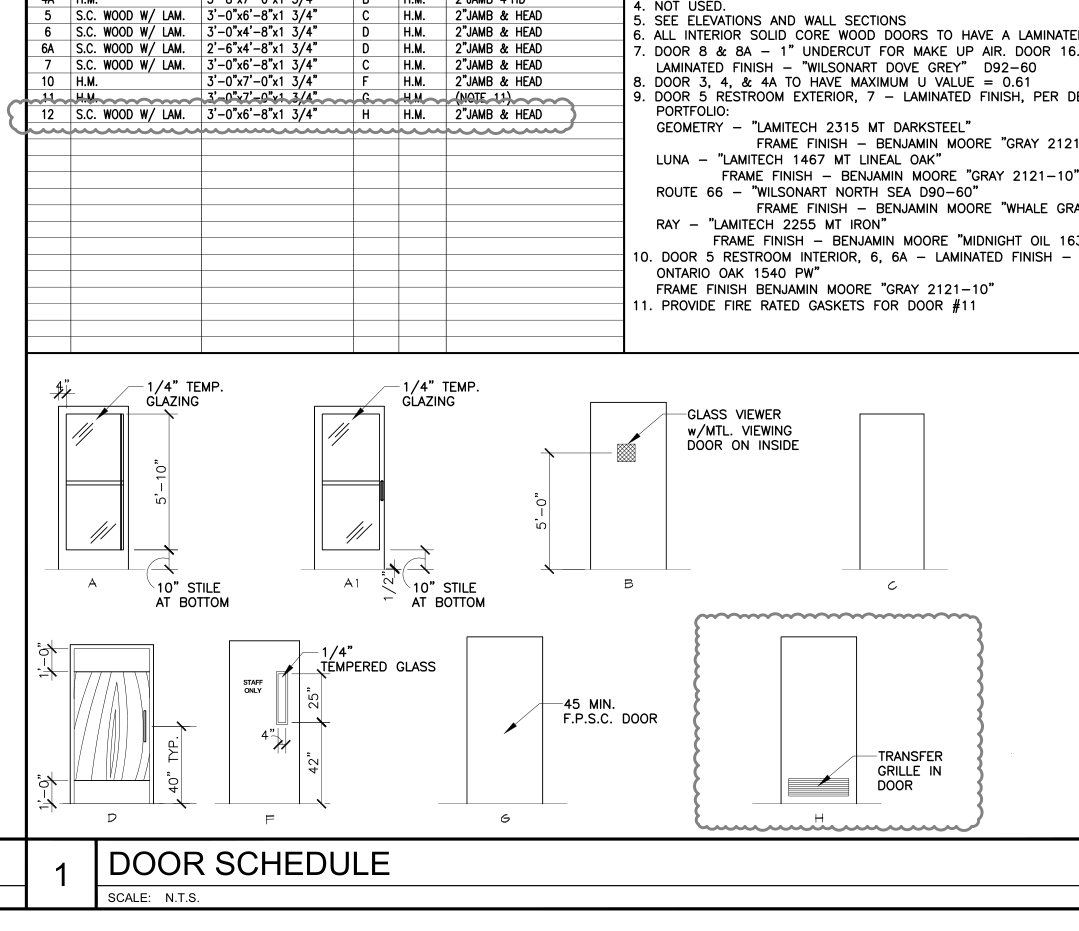 4A H.M. 3'-8"x7'-0"x1 3/4" B H.M. 2"JAMB 4"HD
5 S.C. WOOD W/ LAM. 3'-0"x6'-8"x1 3/4" C H.M. 2"JAMB & HEAD
6 S.C. WOOD W/ LAM. 3'-0"x4'-8"x1 3/4" D H.M. 2"JAMB & HEAD
6A S.C. WOOD W/ LAM. 2'-6"x4'-8"x1 3/4" D H.M. 2"JAMB & HEAD
7 S.C. WOOD W/ LAM. 3'-0"x6'-8"x1 3/4" C H.M. 2"JAMB & HEAD
10 H.M. 3'-0"x7'-0"x1 3/4" F H.M. 2"JAMB & HEAD
11 H.M. 3'-0"x7'-0"x1 3/4" G H.M. (NOTE 11)
12 S.C. WOOD W/ LAM. 3'-0"x6'-8"x1 3/4" H H.M. 2"JAMB & HEAD
4. NOT USED.
5. SEE ELEVATIONS AND WALL SECTIONS
6. ALL INTERIOR SOLID CORE WOOD DOORS TO HAVE A LAMINATE
7. DOOR 8 & 8A – 1" UNDERCUT FOR MAKE UP AIR. DOOR 16.
LAMINATED FINISH – "WILSONART DOVE GREY" D92–60
8. DOOR 3, 4, & 4A TO HAVE MAXIMUM U VALUE = 0.61
9. DOOR 5 RESTROOM EXTERIOR, 7 – LAMINATED FINISH, PER DE
PORTFOLIO:
GEOMETRY – "LAMITECH 2315 MT DARKSTEEL"
FRAME FINISH – BENJAMIN MOORE "GRAY 2121
LUNA – "LAMITECH 1467 MT LINEAL OAK"
FRAME FINISH – BENJAMIN MOORE "GRAY 2121–10"
ROUTE 66 – "WILSONART NORTH SEA D90–60"
FRAME FINISH – BENJAMIN MOORE "WHALE GRA
RAY – "LAMITECH 2255 MT IRON"
FRAME FINISH – BENJAMIN MOORE "MIDNIGHT OIL 163
10. DOOR 5 RESTROOM INTERIOR, 6, 6A – LAMINATED FINISH –
ONTARIO OAK 1540 PW"
FRAME FINISH BENJAMIN MOORE "GRAY 2121–10"
11. PROVIDE FIRE RATED GASKETS FOR DOOR #11
4"
1/4" TEMP.
GLAZING
5'-10"
10" STILE
AT BOTTOM
A
1/4" TEMP.
GLAZING
1/2"
10" STILE
AT BOTTOM
A1
GLASS VIEWER
w/MTL. VIEWING
DOOR ON INSIDE
5'-0"
B
C
1'-0"
40" TYP.
1'-0"
D
STAFF
ONLY
1/4"
TEMPERED GLASS
25"
4"
42"
F
45 MIN.
F.P.S.C. DOOR
G
TRANSFER
GRILLE IN
DOOR
H
1 DOOR SCHEDULE
SCALE: N.T.S.